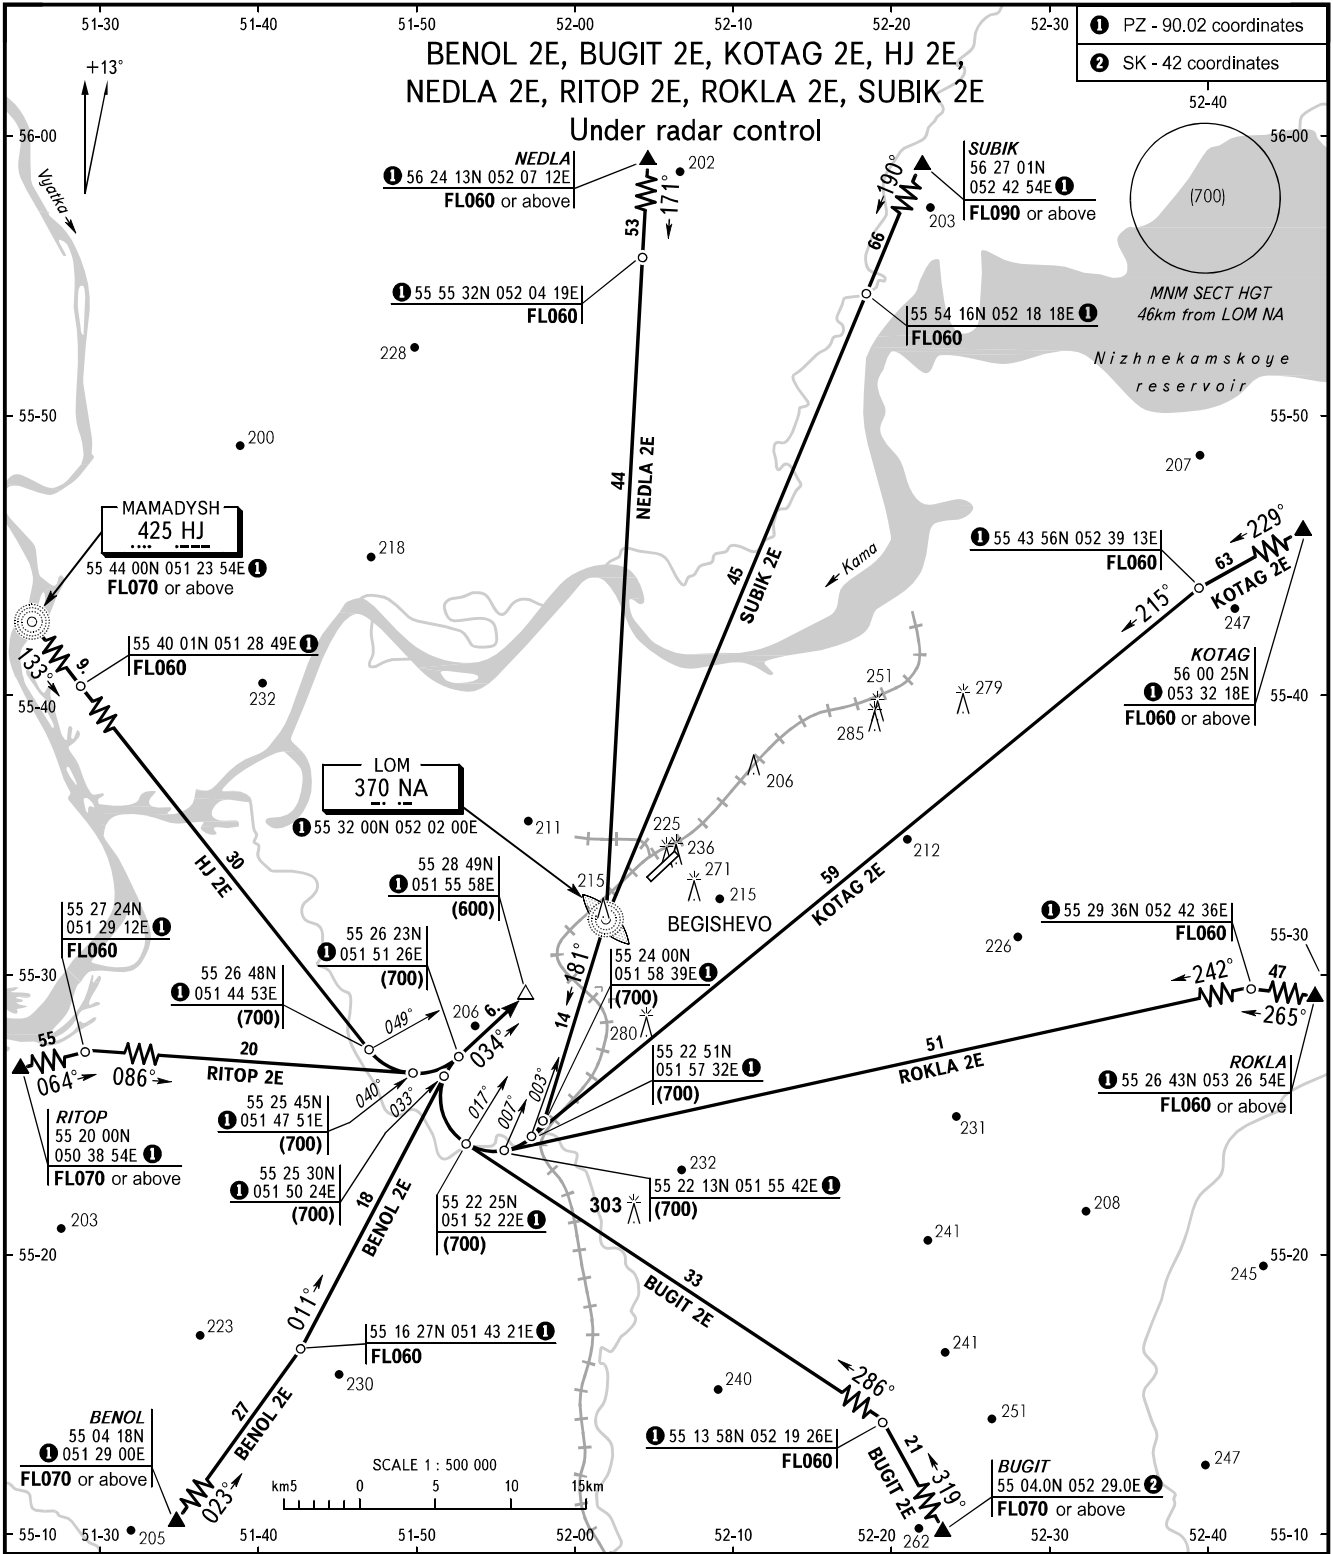 51-30 51-40 51-50 52-00 52-10 52-20 52-30
❶ PZ - 90.02 coordinates
❷ SK - 42 coordinates
52-40
BENOL 2E, BUGIT 2E, KOTAG 2E, HJ 2E,
NEDLA 2E, RITOP 2E, ROKLA 2E, SUBIK 2E
Under radar control
+13°
56-00
56-00
Vyatka
NEDLA
❶ 56 24 13N 052 07 12E
FL060 or above
202
171°
53
❶ 55 55 32N 052 04 19E
FL060
190°
66
SUBIK
56 27 01N
052 42 54E ❶
FL090 or above
203
55 54 16N 052 18 18E ❶
FL060
(700)
MNM SECT HGT
46km from LOM NA
Nizhnekamskoye
reservoir
228
55-50
55-50
200
207
44
NEDLA 2E
45
SUBIK 2E
Kama
MAMADYSH
425 HJ
55 44 00N 051 23 54E ❶
FL070 or above
218
❶ 55 43 56N 052 39 13E
FL060
229°
63
KOTAG 2E
215°
247
KOTAG
56 00 25N
❶ 053 32 18E
FL060 or above
133°
9.
55 40 01N 051 28 49E ❶
FL060
232
55-40
55-40
251
279
285
206
LOM
370 NA
❶ 55 32 00N 052 02 00E
211
225
236
271
215
215
BEGISHEVO
212
30
HJ 2E
59
KOTAG 2E
55 28 49N
❶ 051 55 58E
(600)
55 27 24N
051 29 12E ❶
FL060
55 26 23N
❶ 051 51 26E
(700)
55 26 48N
❶ 051 44 53E
(700)
55 24 00N
051 58 39E ❶
(700)
181°
14
226
❶ 55 29 36N 052 42 36E
FL060
55-30
55-30
242°
47
265°
ROKLA
❶ 55 26 43N 053 26 54E
FL060 or above
51
ROKLA 2E
049°
206
6.
034°
280
55 22 51N
051 57 32E ❶
(700)
55
064°
086°
20
RITOP 2E
040°
033°
017°
007°
003°
RITOP
55 20 00N
050 38 54E ❶
FL070 or above
55 25 45N
❶ 051 47 51E
(700)
55 25 30N
❶ 051 50 24E
(700)
55 22 25N
051 52 22E ❶
(700)
232
55 22 13N 051 55 42E ❶
(700)
303
231
208
203
18
BENOL 2E
241
245
55-20
55-20
33
BUGIT 2E
011°
223
55 16 27N 051 43 21E ❶
FL060
230
240
241
251
286°
❶ 55 13 58N 052 19 26E
FL060
27
BENOL 2E
BENOL
55 04 18N
❶ 051 29 00E
FL070 or above
023°
21
BUGIT 2E
319°
247
BUGIT
55 04.0N 052 29.0E ❷
FL070 or above
SCALE 1 : 500 000
km5 0 5 10 15km
205
262
55-10 51-30 51-40 51-50 52-00 52-10 52-20 52-30 52-40 55-10